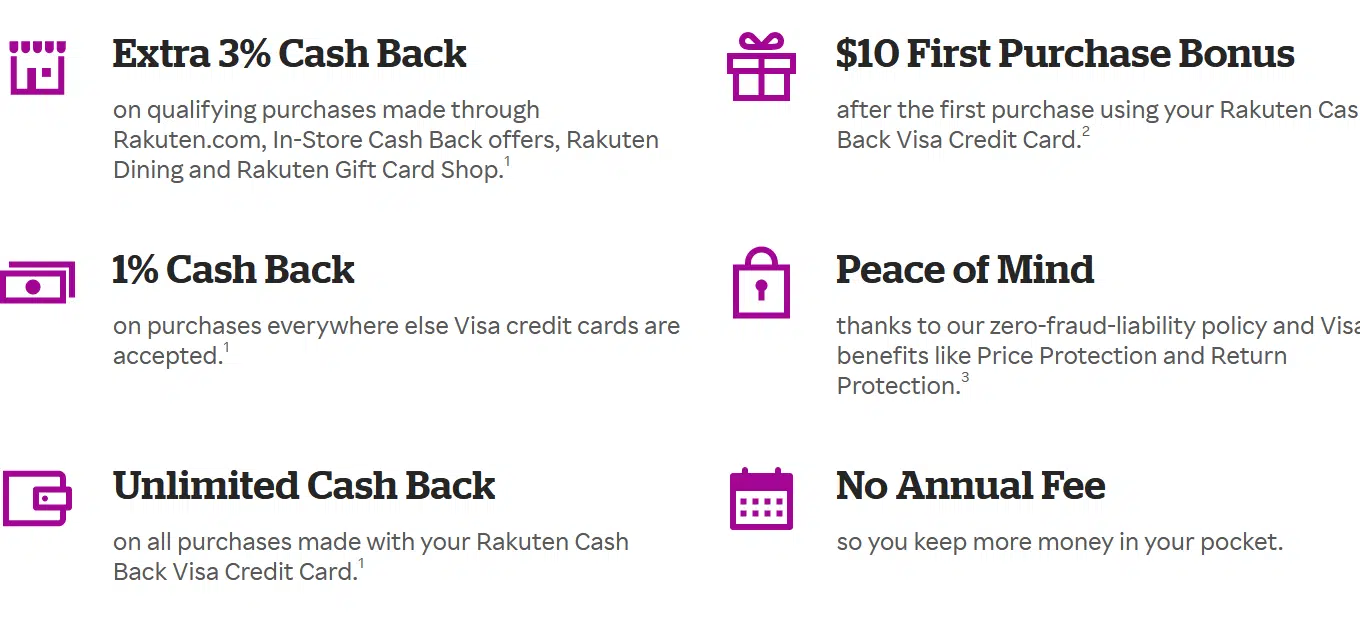 Extra 3% Cash Back
on qualifying purchases made through
Rakuten.com, In-Store Cash Back offers, Rakuten
Dining and Rakuten Gift Card Shop.1
$10 First Purchase Bonus
after the first purchase using your Rakuten Cas
Back Visa Credit Card.2
1% Cash Back
on purchases everywhere else Visa credit cards are
accepted.1
Peace of Mind
thanks to our zero-fraud-liability policy and Visa
benefits like Price Protection and Return
Protection.3
Unlimited Cash Back
on all purchases made with your Rakuten Cash
Back Visa Credit Card.1
No Annual Fee
so you keep more money in your pocket.